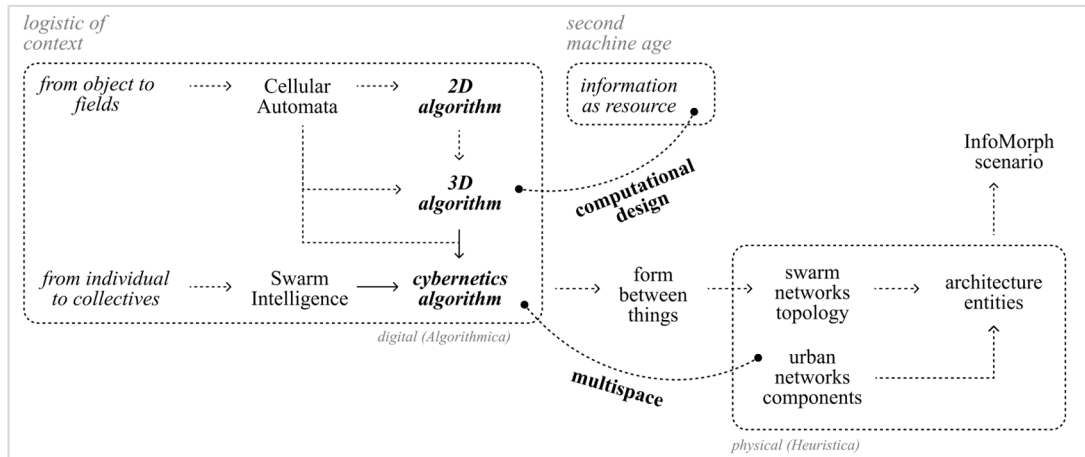 logistic of
context
second
machine age
from object to
fields
Cellular
Automata
2D
algorithm
information
as resource
InfoMorph
scenario
3D
algorithm
computational
design
from individual
to collectives
Swarm
Intelligence
cybernetics
algorithm
form
between
things
swarm
networks
topology
architecture
entities
digital (Algorithmica)
multispace
urban
networks
components
physical (Heuristica)